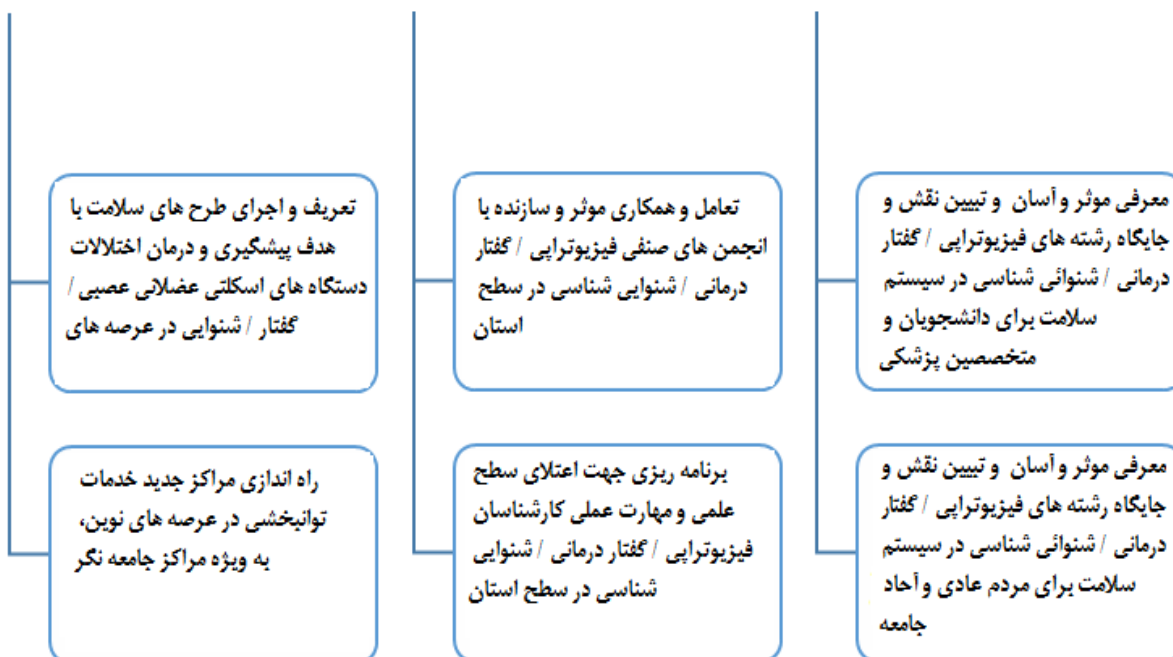 معرفی موثر و آسان و تبیین نقش و
جایگاه رشته های فیزیوتراپی / گفتار
درمانی / شنوائی شناسی در سیستم
سلامت برای دانشجویان و
متخصصین پزشکی
معرفی موثر و آسان و تبیین نقش و
جایگاه رشته های فیزیوتراپی / گفتار
درمانی / شنوائی شناسی در سیستم
سلامت برای مردم عادی و آحاد
جامعه
تعامل و همکاری موثر و سازنده با
انجمن های صنفی فیزیوتراپی / گفتار
درمانی / شنوایی شناسی در سطح
استان
برنامه ریزی جهت اعتلای سطح
علمی و مهارت عملی کارشناسان
فیزیوتراپی / گفتار درمانی / شنوایی
شناسی در سطح استان
تعریف و اجرای طرح های سلامت با
هدف پیشگیری و درمان اختلالات
دستگاه های اسکلتی عضلانی عصبی /
گفتار / شنوایی در عرصه های
راه اندازی مراکز جدید خدمات
توانبخشی در عرصه های نوین،
به ویژه مراکز جامعه نگر